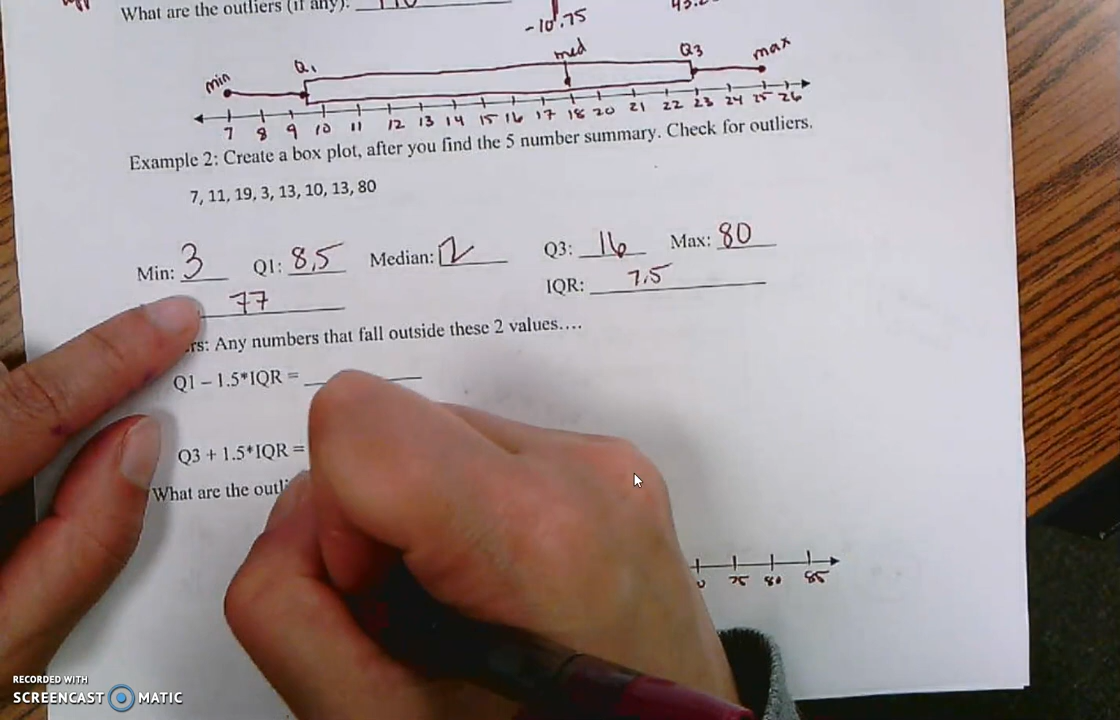 What are the outliers (if any):
-10.75
min Q1 med Q3 max
7 8 9 10 11 12 13 14 15 16 17 18 20 21 22 23 24 25 26
Example 2: Create a box plot, after you find the 5 number summary. Check for outliers.
7, 11, 19, 3, 13, 10, 13, 80
Min: 3 Q1: 8.5 Median: Q3: 16 Max: 80
77 IQR: 7.5
rs: Any numbers that fall outside these 2 values….
Q1 – 1.5*IQR =
Q3 + 1.5*IQR =
What are the outli
75 80 85
RECORDED WITH
SCREENCAST MATIC